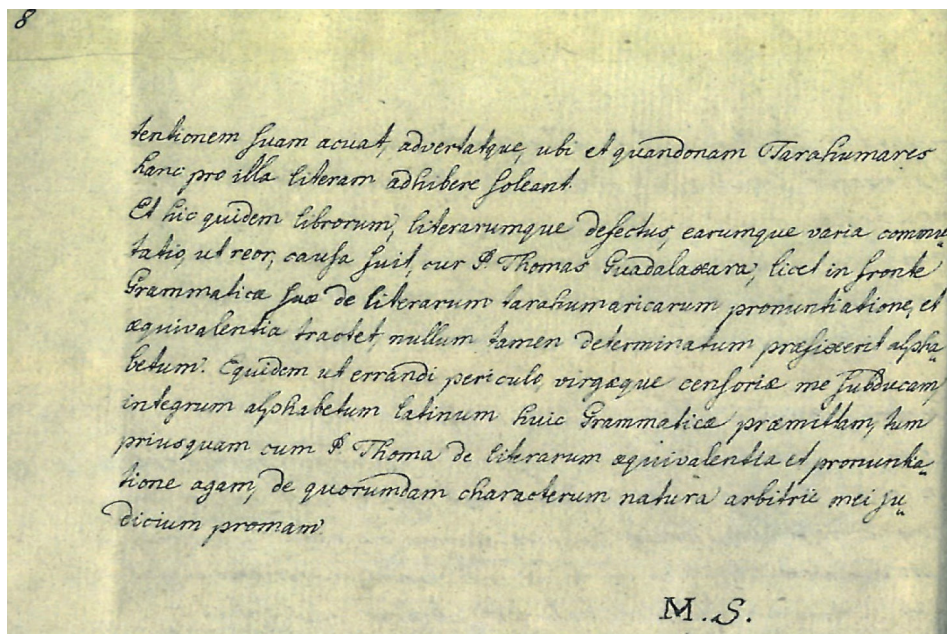 8
tentionem suam acuat, advertatque, ubi et quandonam Tarahumares
hanc pro illa literam adhibere soleant.
Et hic quidem librorum, literarumque defectus, earumque varia commu
tatio, ut reor, causa fuit, cur P. Thomas Guadalaxara, licet in fronte
Grammaticæ suæ de literarum tarahumaricarum pronuntiatione, et
æquivalentia tractet, nullum tamen determinatum præfixerit alpha„
betum. Equidem ut errandi periculo, virgæque censoriæ me subducam,
integrum alphabetum latinum huic Grammaticæ præmittam, tum
priusquam cum P. Thoma de literarum æquivalentia et pronuntia„
tione agam, de quorumdam characterum natura arbitrii mei ju„
dicium promam.
M. S.